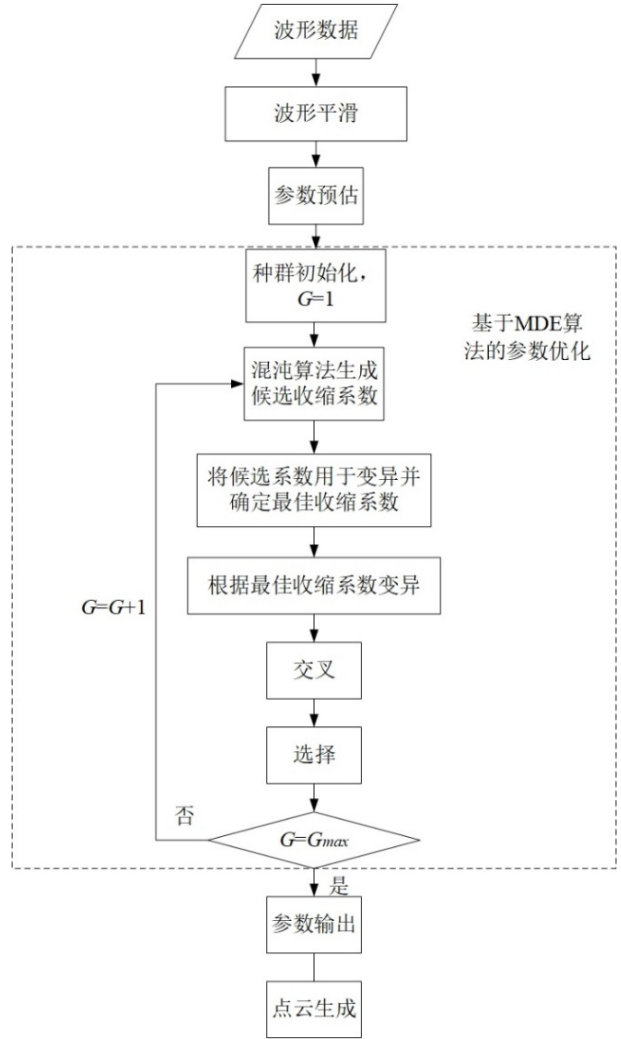 波形数据
波形平滑
参数预估
种群初始化，
G=1
基于MDE算
法的参数优化
混沌算法生成
候选收缩系数
将候选系数用于变异并
确定最佳收缩系数
根据最佳收缩系数变异
G=G+1
交叉
选择
否
G=Gmax
是
参数输出
点云生成